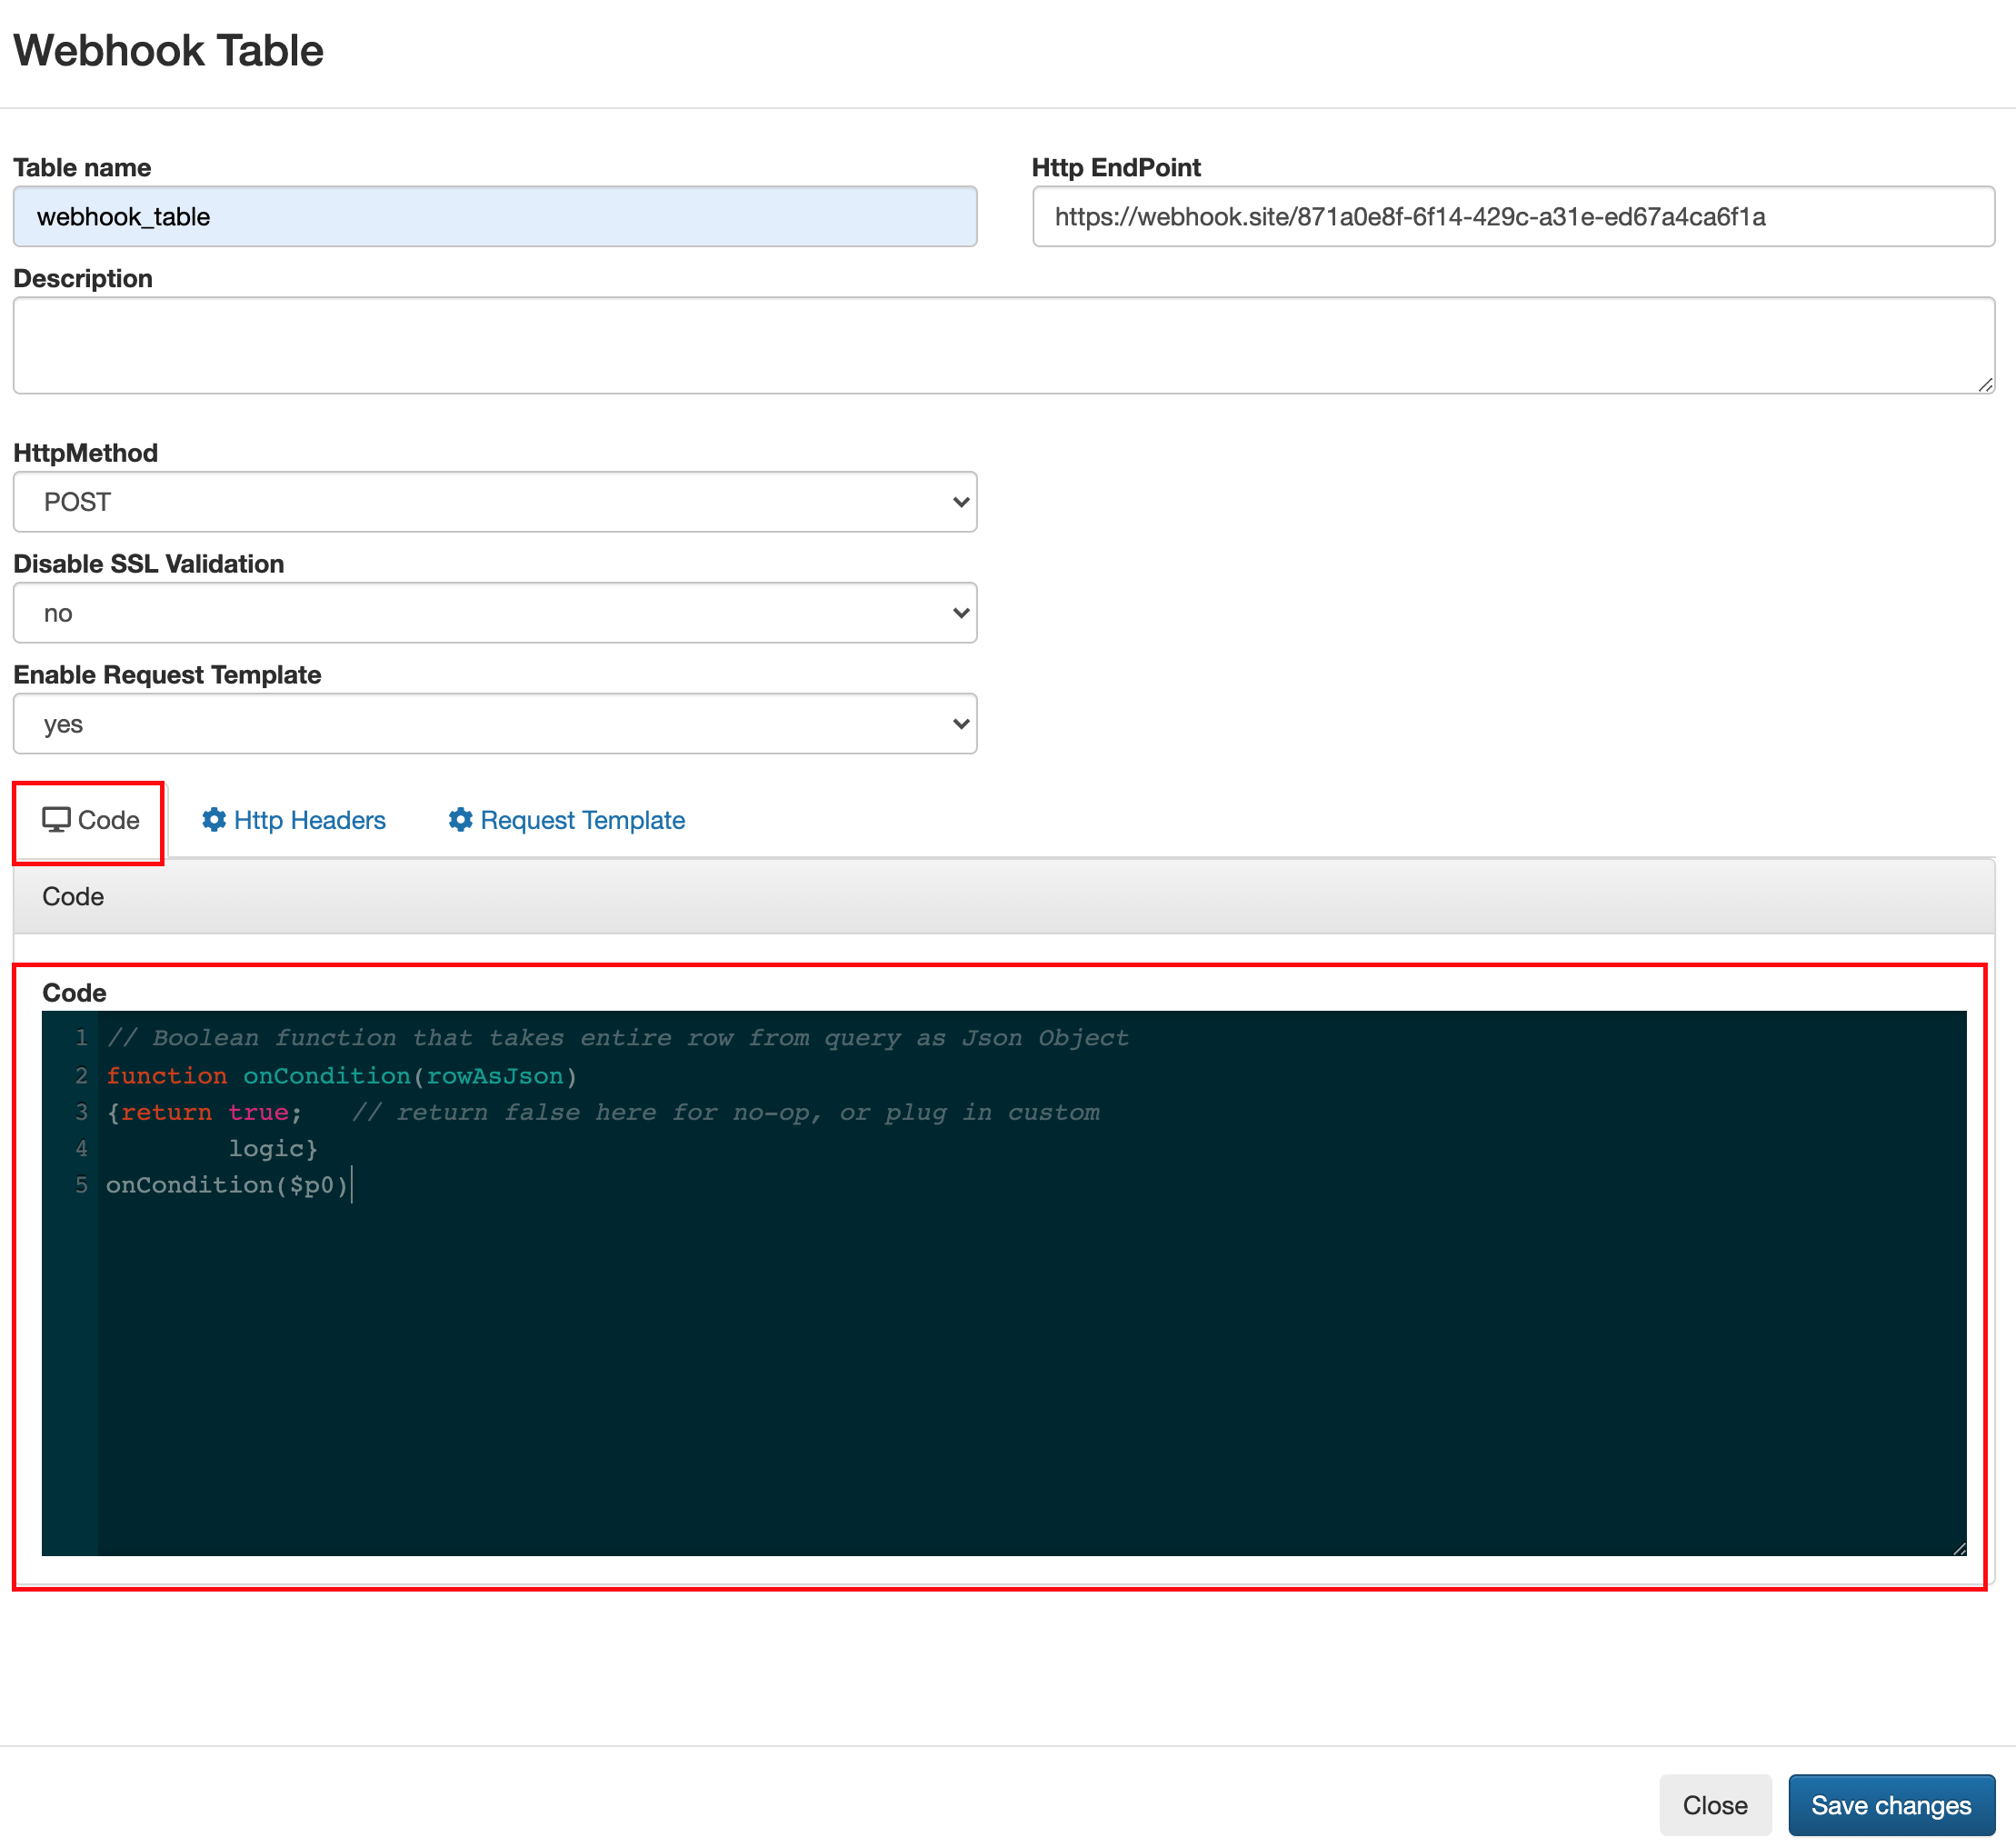 Webhook Table
Table name
Http EndPoint
webhook_table
https://webhook.site/871a0e8f-6f14-429c-a31e-ed67a4ca6f1a
Description
HttpMethod
POST
Disable SSL Validation
no
Enable Request Template
yes
Code
Http Headers
Request Template
Code
Code
1 // Boolean function that takes entire row from query as Json Object
2 function onCondition(rowAsJson)
3 {return true;   // return false here for no-op, or plug in custom
4         logic}
5 onCondition($p0)
Close
Save changes